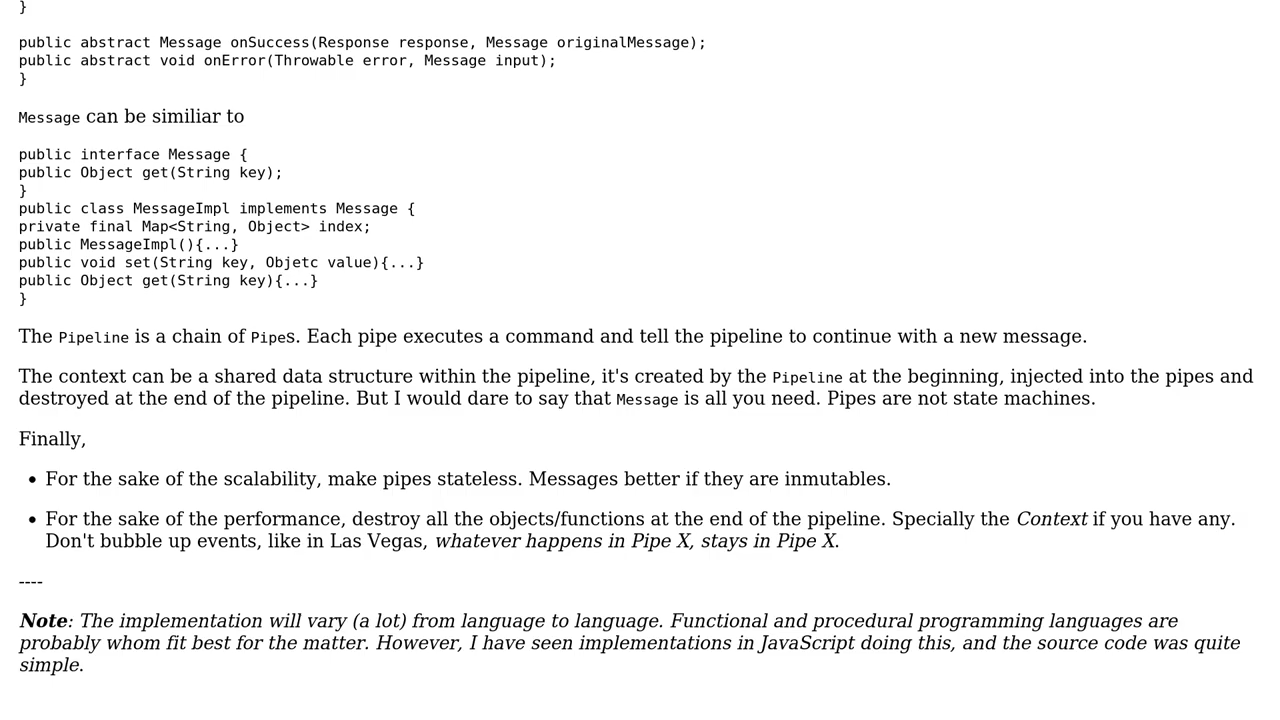 }
public abstract Message onSuccess(Response response, Message originalMessage);
public abstract void onError(Throwable error, Message input);
}
Message can be similiar to
public interface Message {
public Object get(String key);
}
public class MessageImpl implements Message {
private final Map<String, Object> index;
public MessageImpl(){...}
public void set(String key, Objetc value){...}
public Object get(String key){...}
}
The Pipeline is a chain of Pipes. Each pipe executes a command and tell the pipeline to continue with a new message.
The context can be a shared data structure within the pipeline, it's created by the Pipeline at the beginning, injected into the pipes and
destroyed at the end of the pipeline. But I would dare to say that Message is all you need. Pipes are not state machines.
Finally,
• For the sake of the scalability, make pipes stateless. Messages better if they are inmutables.
• For the sake of the performance, destroy all the objects/functions at the end of the pipeline. Specially the Context if you have any.
Don't bubble up events, like in Las Vegas, whatever happens in Pipe X, stays in Pipe X.
----
Note: The implementation will vary (a lot) from language to language. Functional and procedural programming languages are
probably whom fit best for the matter. However, I have seen implementations in JavaScript doing this, and the source code was quite
simple.